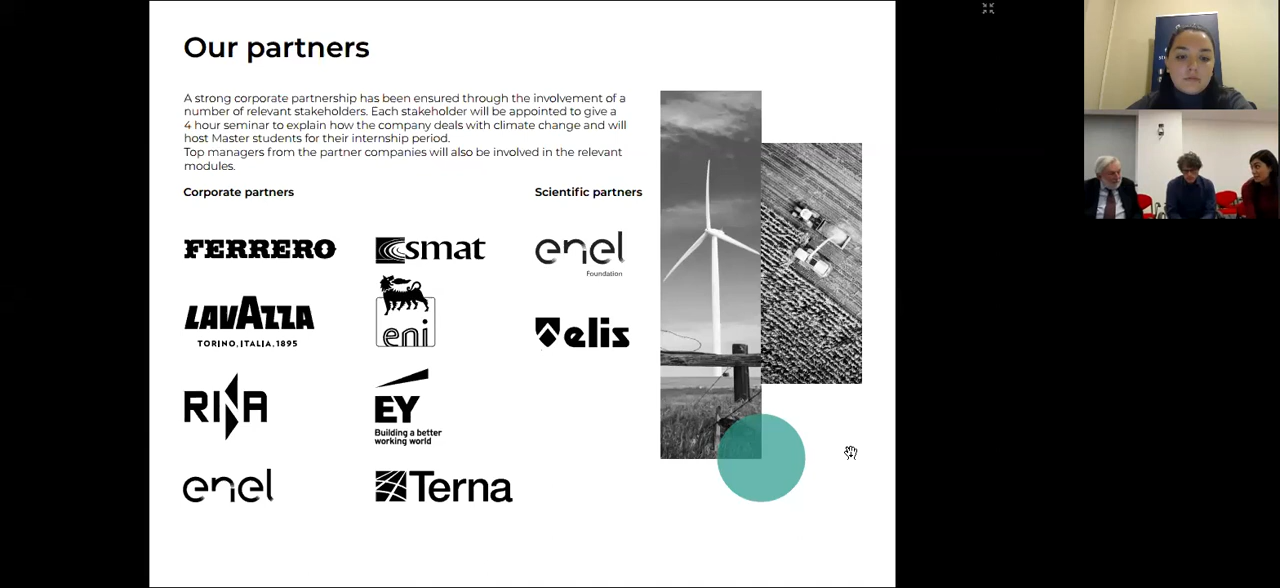 Our partners
A strong corporate partnership has been ensured through the involvement of a
number of relevant stakeholders. Each stakeholder will be appointed to give a
4 hour seminar to explain how the company deals with climate change and will
host Master students for their internship period.
Top managers from the partner companies will also be involved in the relevant
modules.
Corporate partners
Scientific partners
FERRERO
smat
enel
Foundation
LAVAZZA
TORINO, ITALIA, 1895
eni
elis
RINA
EY
Building a better
working world
enel
Terna